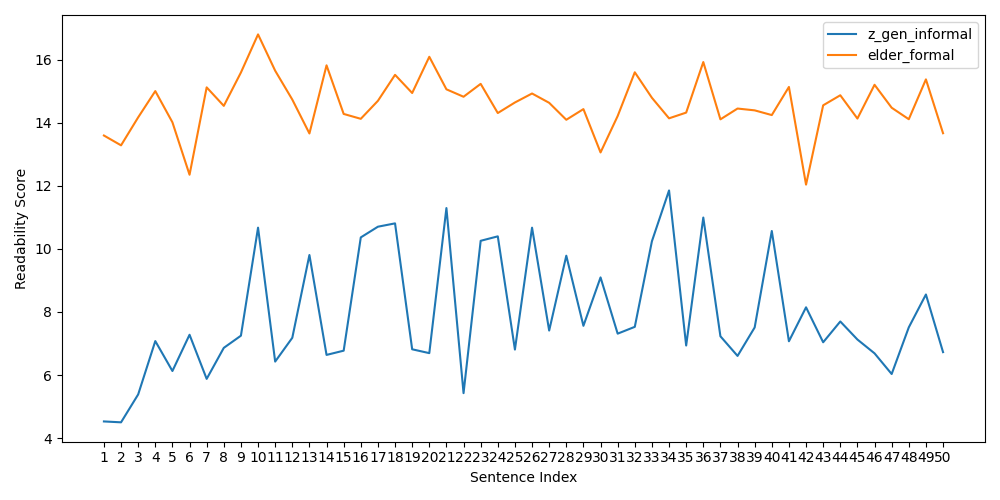 z_gen_informal
elder_formal
Readability Score
16
14
12
10
8
6
4
1 2 3 4 5 6 7 8 9 10 11 12 13 14 15 16 17 18 19 20 21 22 23 24 25 26 27 28 29 30 31 32 33 34 35 36 37 38 39 40 41 42 43 44 45 46 47 48 49 50
Sentence Index